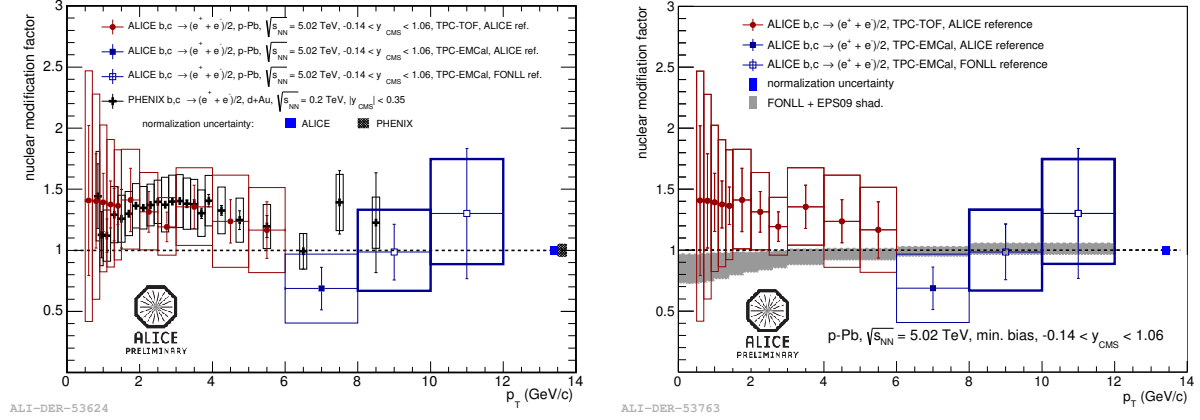 nuclear modification factor
3
2.5
2
1.5
1
0.5
ALICE b,c → (e⁺ + e⁻)/2, p-Pb, √s_NN = 5.02 TeV, -0.14 < y_CMS < 1.06, TPC-TOF, ALICE ref.
ALICE b,c → (e⁺ + e⁻)/2, p-Pb, √s_NN = 5.02 TeV, -0.14 < y_CMS < 1.06, TPC-EMCal, ALICE ref.
ALICE b,c → (e⁺ + e⁻)/2, p-Pb, √s_NN = 5.02 TeV, -0.14 < y_CMS < 1.06, TPC-EMCal, FONLL ref.
PHENIX b,c → (e⁺ + e⁻)/2, d+Au, √s_NN = 0.2 TeV, |y_CMS| < 0.35
normalization uncertainty: ALICE PHENIX
ALICE
PRELIMINARY
0 2 4 6 8 10 12 14
p_T (GeV/c)
ALI-DER-53624
nuclear modifiation factor
3
2.5
2
1.5
1
0.5
ALICE b,c → (e⁺ + e⁻)/2, TPC-TOF, ALICE reference
ALICE b,c → (e⁺ + e⁻)/2, TPC-EMCal, ALICE reference
ALICE b,c → (e⁺ + e⁻)/2, TPC-EMCal, FONLL reference
normalization uncertainty
FONLL + EPS09 shad.
ALICE
PRELIMINARY
p-Pb, √s_NN = 5.02 TeV, min. bias, -0.14 < y_CMS < 1.06
0 2 4 6 8 10 12 14
p_T (GeV/c)
ALI-DER-53763